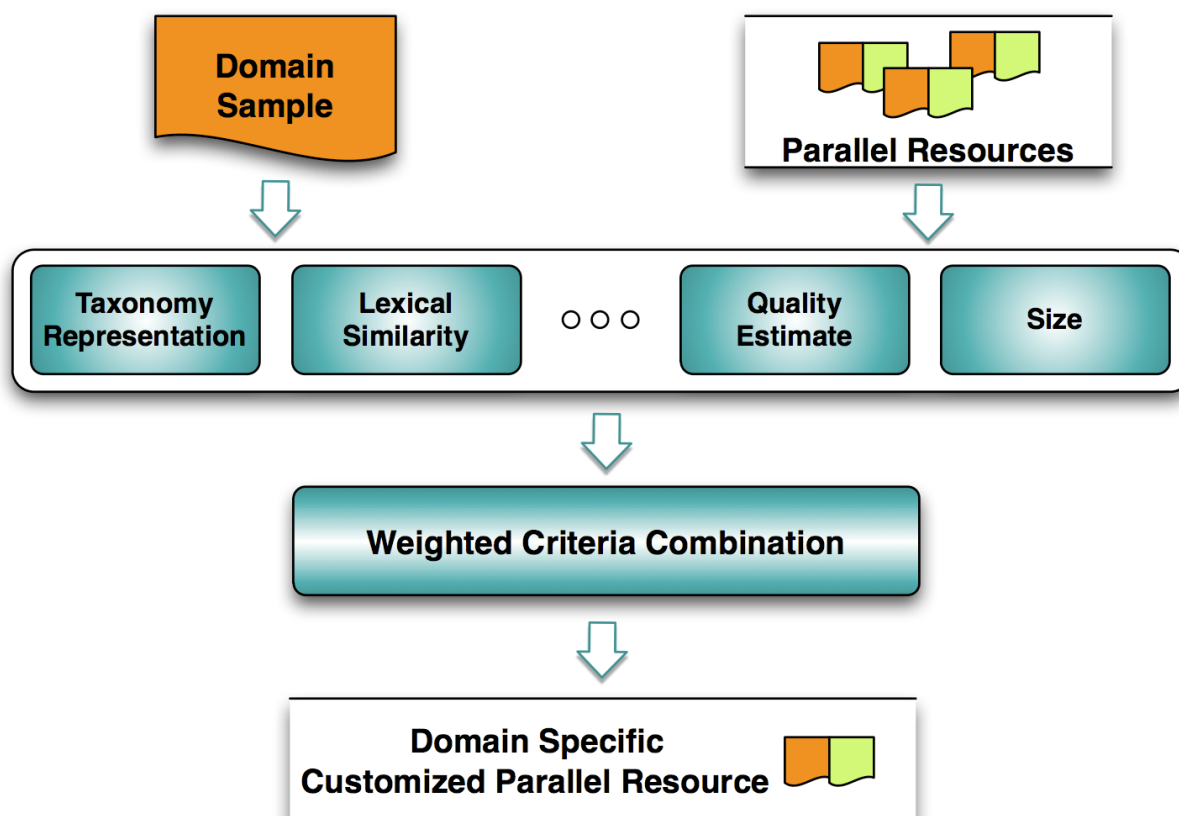 Domain
Sample
Parallel Resources
Taxonomy
Representation
Lexical
Similarity
Quality
Estimate
Size
Weighted Criteria Combination
Domain Specific
Customized Parallel Resource